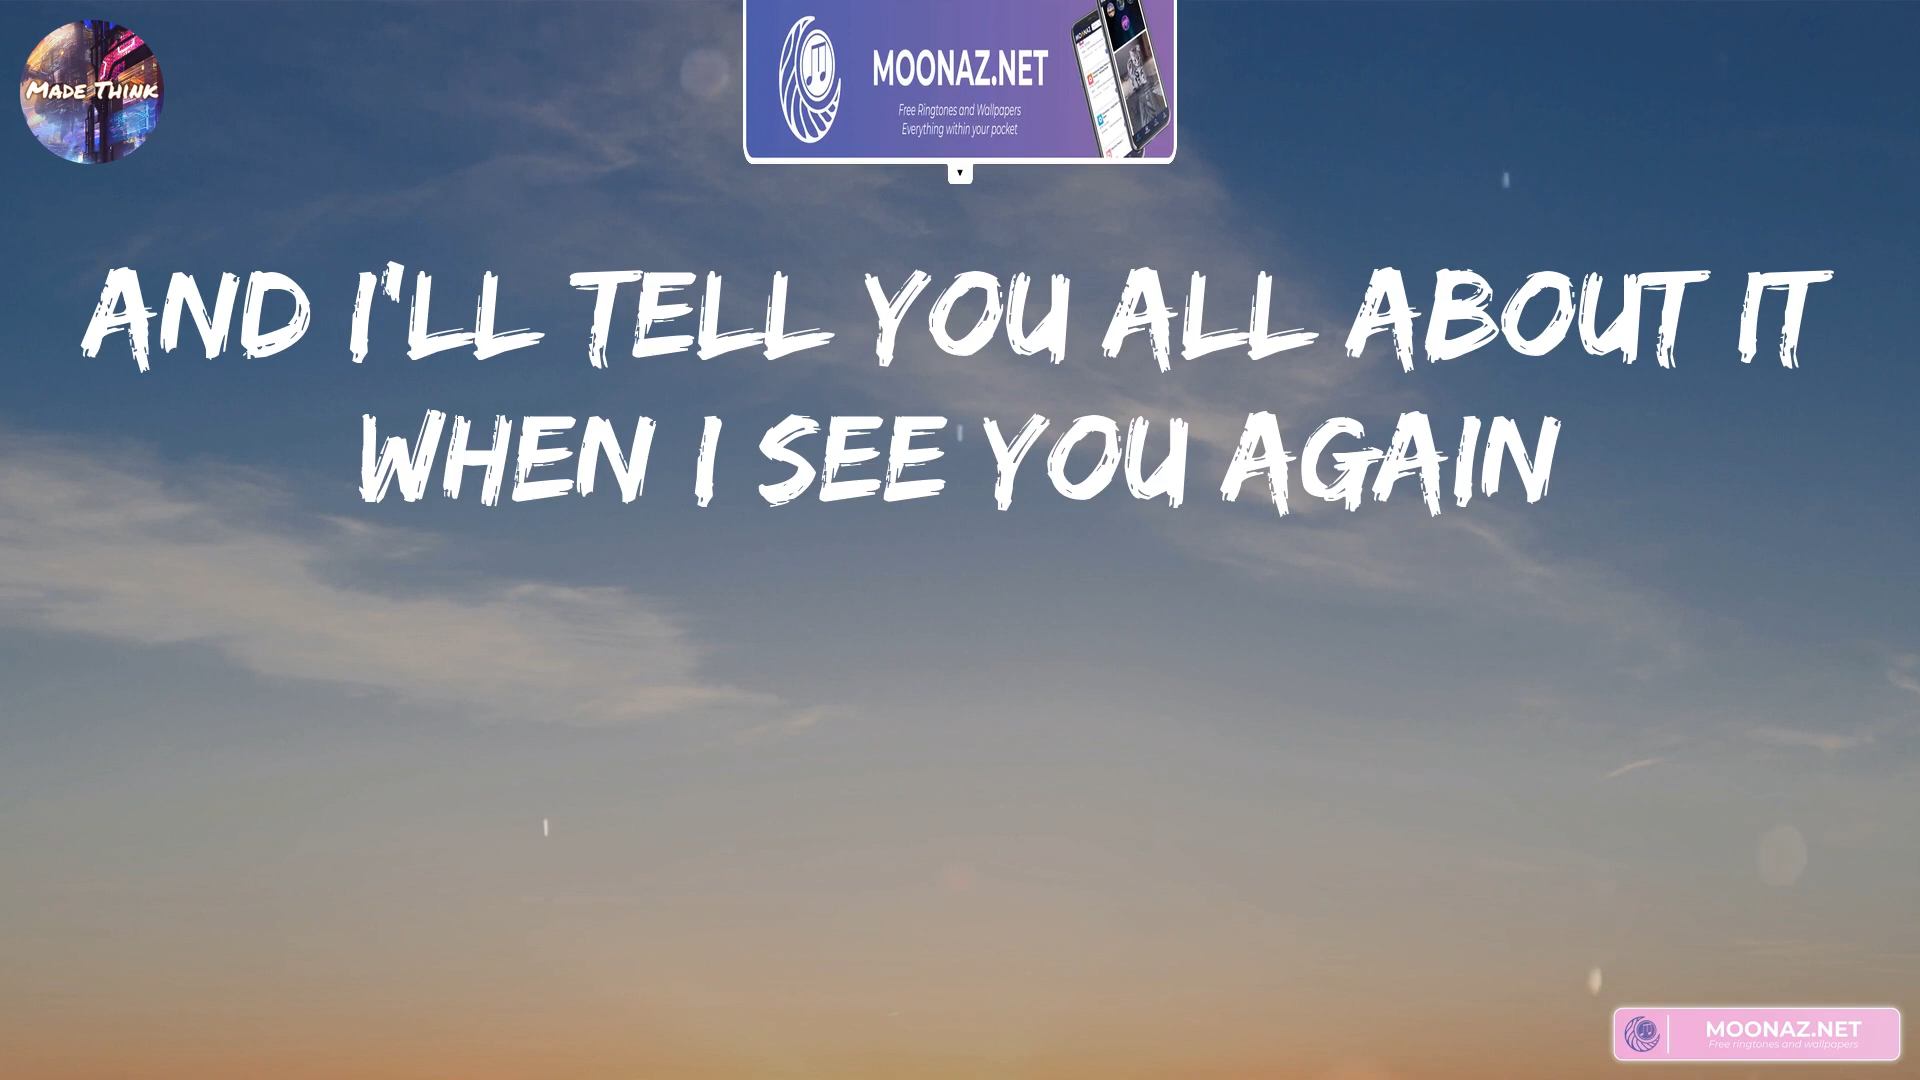 Made Think
MOONAZ.NET
Free Ringtones and Wallpapers
Everything within your pocket
AND I'LL TELL YOU ALL ABOUT IT
WHEN I SEE YOU AGAIN
MOONAZ.NET
Free ringtones and wallpapers